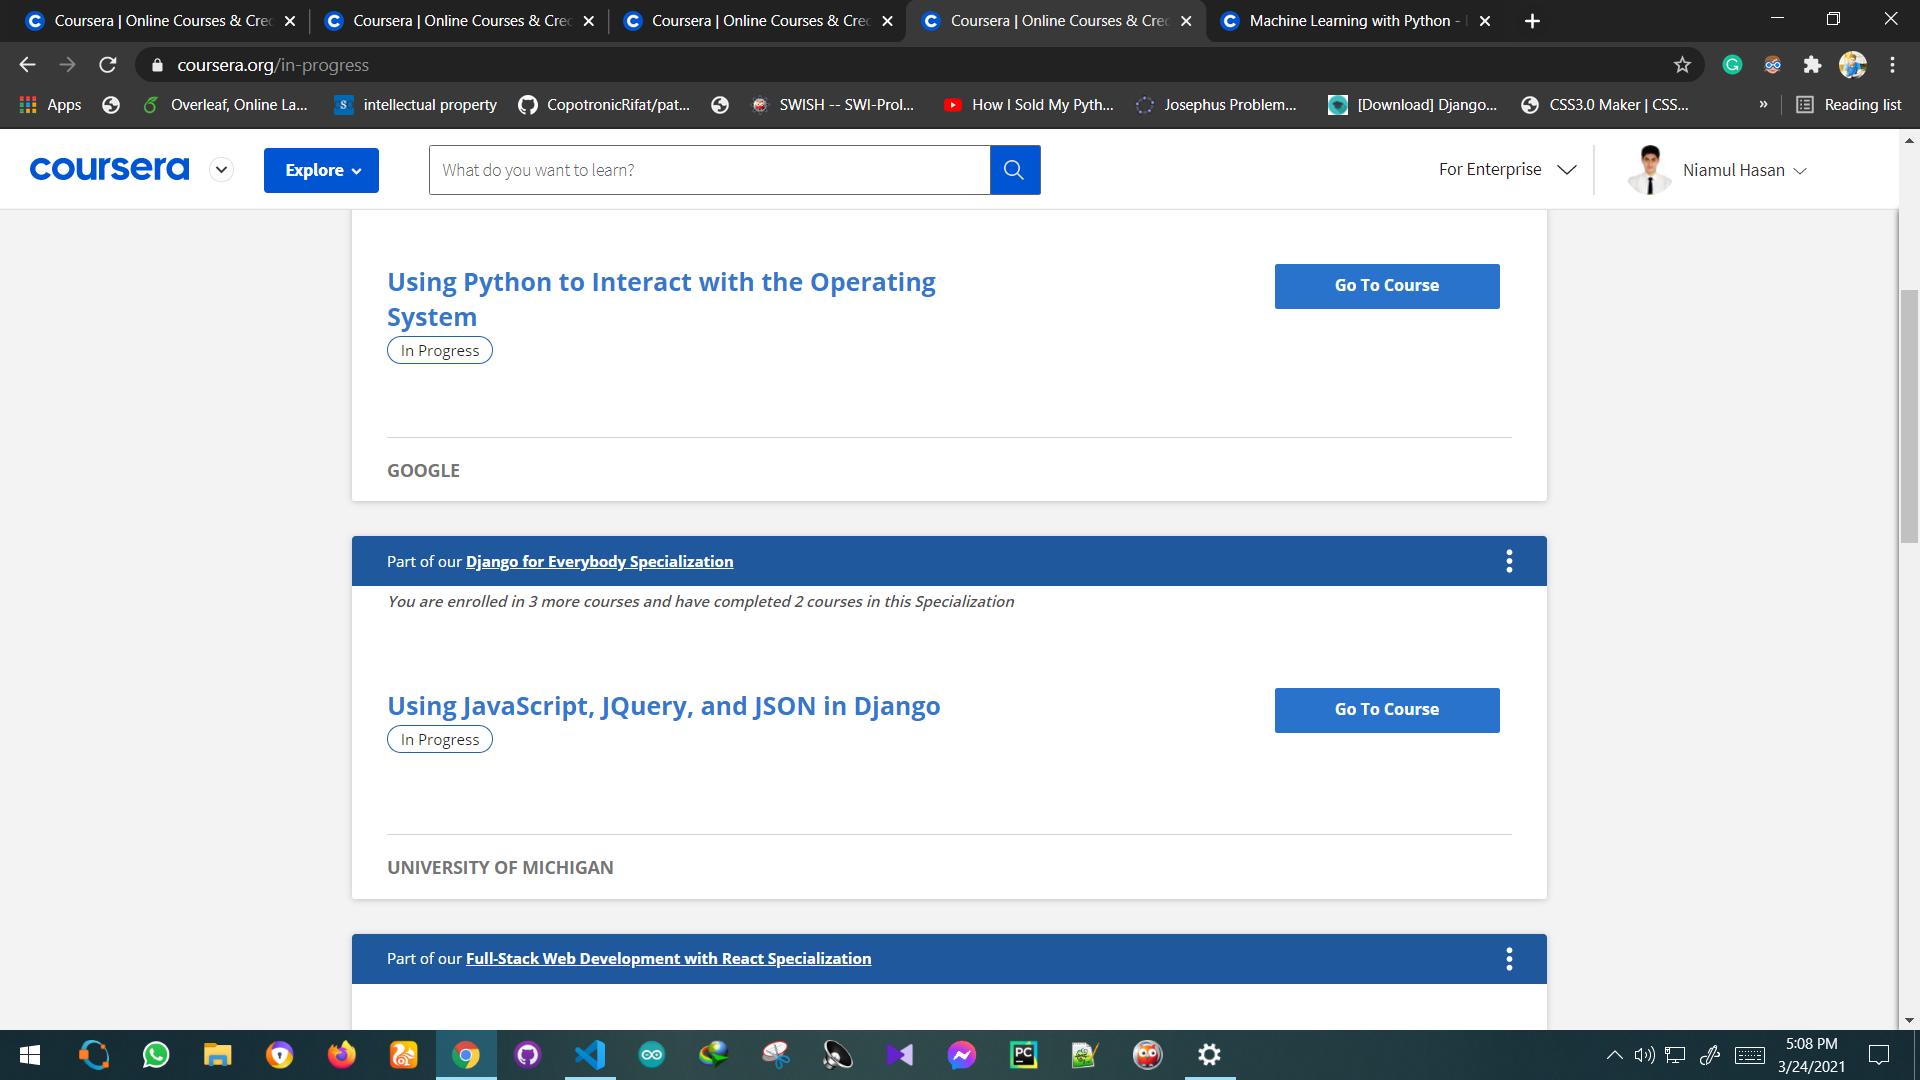 Coursera | Online Courses & Cre
Coursera | Online Courses & Cre
Coursera | Online Courses & Cre
Coursera | Online Courses & Cre
Machine Learning with Python -
coursera.org/in-progress
Apps
Overleaf, Online La...
intellectual property
CopotronicRifat/pat...
SWISH -- SWI-Prol...
How I Sold My Pyth...
Josephus Problem...
[Download] Django...
CSS3.0 Maker | CSS...
»
Reading list
coursera
Explore
What do you want to learn?
For Enterprise
Niamul Hasan
Using Python to Interact with the Operating
System
Go To Course
In Progress
GOOGLE
Part of our Django for Everybody Specialization
You are enrolled in 3 more courses and have completed 2 courses in this Specialization
Using JavaScript, JQuery, and JSON in Django
Go To Course
In Progress
UNIVERSITY OF MICHIGAN
Part of our Full-Stack Web Development with React Specialization
5:08 PM
3/24/2021